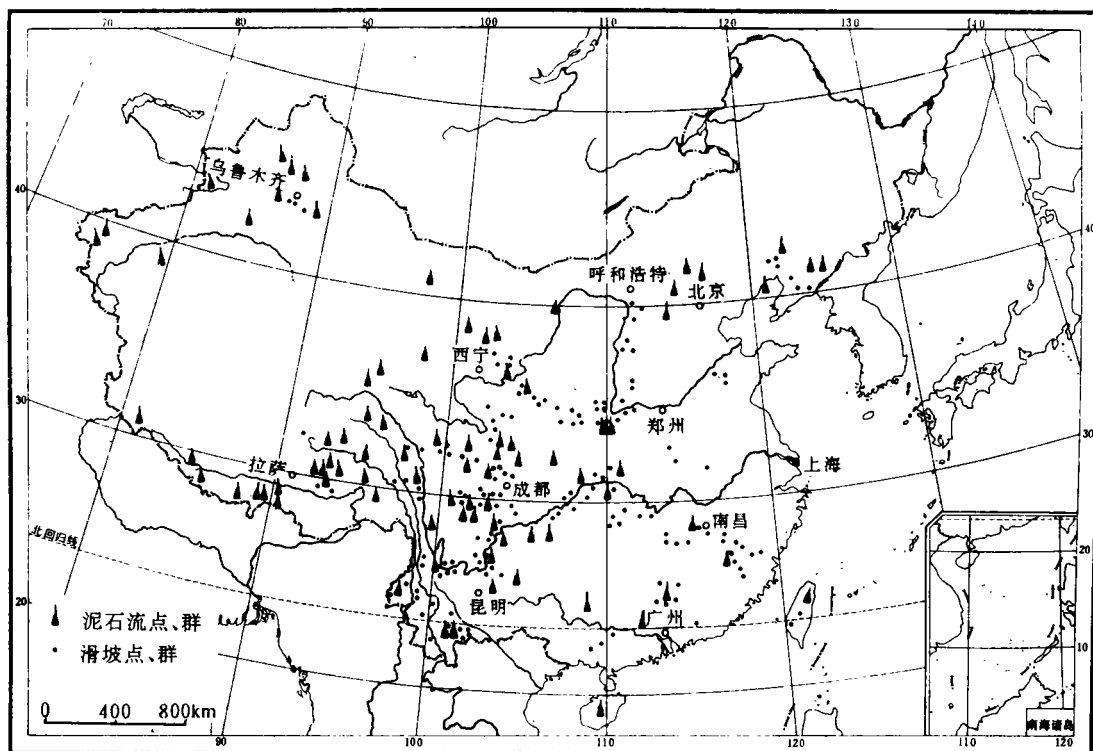 70 80 90 100 110 120 130 140
乌鲁木齐
40
呼和浩特
40
北京
西宁
郑州
30
30
拉萨
上海
成都
南昌
北回归线
20
昆明
广州
20
泥石流点、群
滑坡点、群
10
0 400 800km
南海诸岛
90 100 110 120 110 120